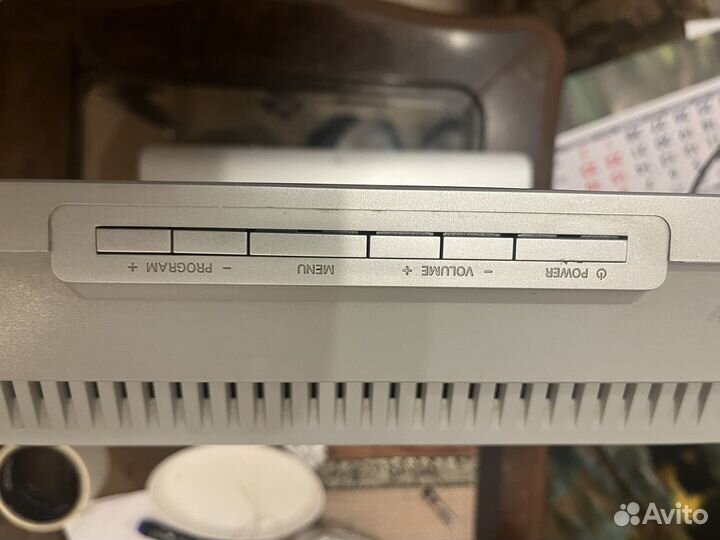 ⏻ POWER − VOLUME + MENU − PROGRAM +
Avito